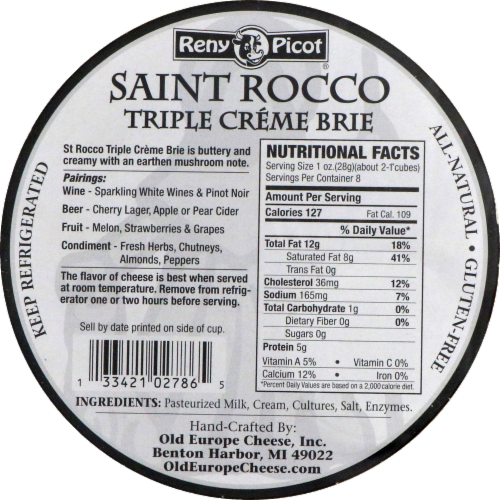 Reny Picot
®
SAINT ROCCO
TRIPLE CRÉME BRIE
St Rocco Triple Crème Brie is buttery and
creamy with an earthen mushroom note.
Pairings:
Wine - Sparkling White Wines & Pinot Noir
Beer - Cherry Lager, Apple or Pear Cider
Fruit - Melon, Strawberries & Grapes
Condiment - Fresh Herbs, Chutneys,
Almonds, Peppers
The flavor of cheese is best when served
at room temperature. Remove from refrig-
erator one or two hours before serving.
Sell by date printed on side of cup.
1 33421 02786 5
KEEP REFRIGERATED
NUTRITIONAL FACTS
Serving Size 1 oz.(28g)(about 2-1"cubes)
Servings Per Container 8
Amount Per Serving
Calories 127 Fat Cal. 109
% Daily Value*
Total Fat 12g 18%
Saturated Fat 8g 41%
Trans Fat 0g
Cholesterol 36mg 12%
Sodium 165mg 7%
Total Carbohydrate 1g 0%
Dietary Fiber 0g 0%
Sugars 0g
Protein 5g
Vitamin A 5% • Vitamin C 0%
Calcium 12% • Iron 0%
*Percent Daily Values are based on a 2,000 calorie diet.
ALL-NATURAL • GLUTEN-FREE
INGREDIENTS: Pasteurized Milk, Cream, Cultures, Salt, Enzymes.
Hand-Crafted By:
Old Europe Cheese, Inc.
Benton Harbor, MI 49022
OldEuropeCheese.com